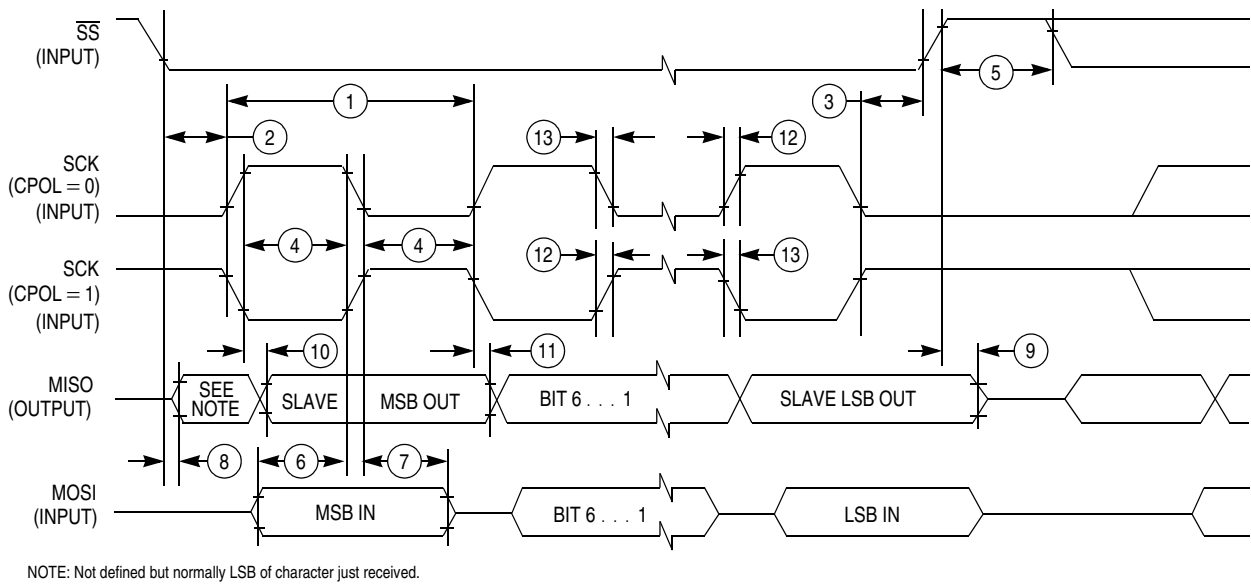 SS
(INPUT)
5
1
3
2
13
12
SCK
(CPOL = 0)
(INPUT)
4
4
SCK
(CPOL = 1)
(INPUT)
12
13
10
11
9
MISO
(OUTPUT)
SEE
NOTE
SLAVE
MSB OUT
BIT 6 . . . 1
SLAVE LSB OUT
8
6
7
MOSI
(INPUT)
MSB IN
BIT 6 . . . 1
LSB IN
NOTE: Not defined but normally LSB of character just received.